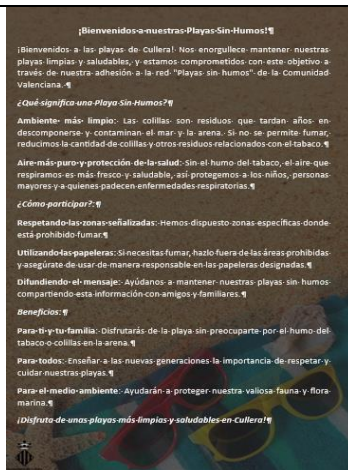 ¡Bienvenidos·a·nuestras·Playas·Sin·Humos!¶
¡Bienvenidos· a· las· playas· de· Cullera!· Nos· enorgullece· mantener· nuestras·
playas· limpias· y· saludables,· y· estamos· comprometidos· con· este· objetivo· a·
través· de· nuestra· adhesión· a· la· red· "Playas· sin· humos"· de· la· Comunidad·
Valenciana.·¶
¿Qué·significa·una·Playa·Sin·Humos?¶
Ambiente· más· limpio:· Las· colillas· son· residuos· que· tardan· años· en·
descomponerse· y· contaminan· el· mar· y· la· arena.· Si· no· se· permite· fumar,·
reducimos·la·cantidad·de·colillas·y·otros·residuos·relacionados·con·el·tabaco.¶
Aire·más·puro·y·protección·de·la·salud:·Sin·el·humo·del·tabaco,·el·aire·que·
respiramos·es·más·fresco·y·saludable,·así·protegemos·a·los·niños,·personas·
mayores·y·a·quienes·padecen·enfermedades·respiratorias.¶
¿Cómo·participar?:¶
Respetando·las·zonas·señalizadas:·Hemos·dispuesto·zonas·específicas·donde·
está·prohibido·fumar.¶
Utilizando·las·papeleras:·Si·necesitas·fumar,·hazlo·fuera·de·las·áreas·prohibidas·
y·asegúrate·de·usar·de·manera·responsable·en·las·papeleras·designadas.¶
Difundiendo·el·mensaje:·Ayúdanos·a·mantener·nuestras·playas·sin·humos·
compartiendo·esta·información·con·amigos·y·familiares.¶
Beneficios:¶
Para·ti·y·tu·familia:·Disfrutarás·de·la·playa·sin·preocuparte·por·el·humo·del·
tabaco·o·colillas·en·la·arena.¶
Para·todos:·Enseñar·a·las·nuevas·generaciones·la·importancia·de·respetar·y·
cuidar·nuestras·playas.¶
Para·el·medio·ambiente:·Ayudarán·a·proteger·nuestra·valiosa·fauna·y·flora·
marina.¶
¡Disfruta·de·unas·playas·más·limpias·y·saludables·en·Cullera!¶